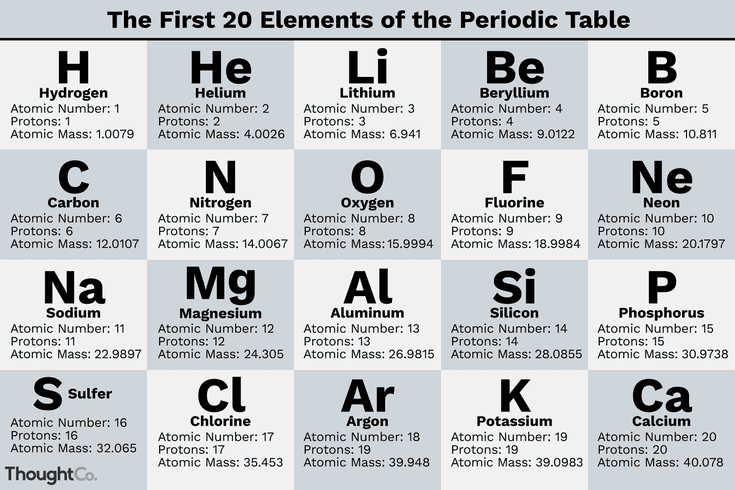 The First 20 Elements of the Periodic Table
H
Hydrogen
Atomic Number: 1
Protons: 1
Atomic Mass: 1.0079
He
Helium
Atomic Number: 2
Protons: 2
Atomic Mass: 4.0026
Li
Lithium
Atomic Number: 3
Protons: 3
Atomic Mass: 6.941
Be
Beryllium
Atomic Number: 4
Protons: 4
Atomic Mass: 9.0122
B
Boron
Atomic Number: 5
Protons: 5
Atomic Mass: 10.811
C
Carbon
Atomic Number: 6
Protons: 6
Atomic Mass: 12.0107
N
Nitrogen
Atomic Number: 7
Protons: 7
Atomic Mass: 14.0067
O
Oxygen
Atomic Number: 8
Protons: 8
Atomic Mass: 15.9994
F
Fluorine
Atomic Number: 9
Protons: 9
Atomic Mass: 18.9984
Ne
Neon
Atomic Number: 10
Protons: 10
Atomic Mass: 20.1797
Na
Sodium
Atomic Number: 11
Protons: 11
Atomic Mass: 22.9897
Mg
Magnesium
Atomic Number: 12
Protons: 12
Atomic Mass: 24.305
Al
Aluminum
Atomic Number: 13
Protons: 13
Atomic Mass: 26.9815
Si
Silicon
Atomic Number: 14
Protons: 14
Atomic Mass: 28.0855
P
Phosphorus
Atomic Number: 15
Protons: 15
Atomic Mass: 30.9738
S Sulfer
Atomic Number: 16
Protons: 16
Atomic Mass: 32.065
Cl
Chlorine
Atomic Number: 17
Protons: 17
Atomic Mass: 35.453
Ar
Argon
Atomic Number: 18
Protons: 19
Atomic Mass: 39.948
K
Potassium
Atomic Number: 19
Protons: 19
Atomic Mass: 39.0983
Ca
Calcium
Atomic Number: 20
Protons: 20
Atomic Mass: 40.078
ThoughtCo.